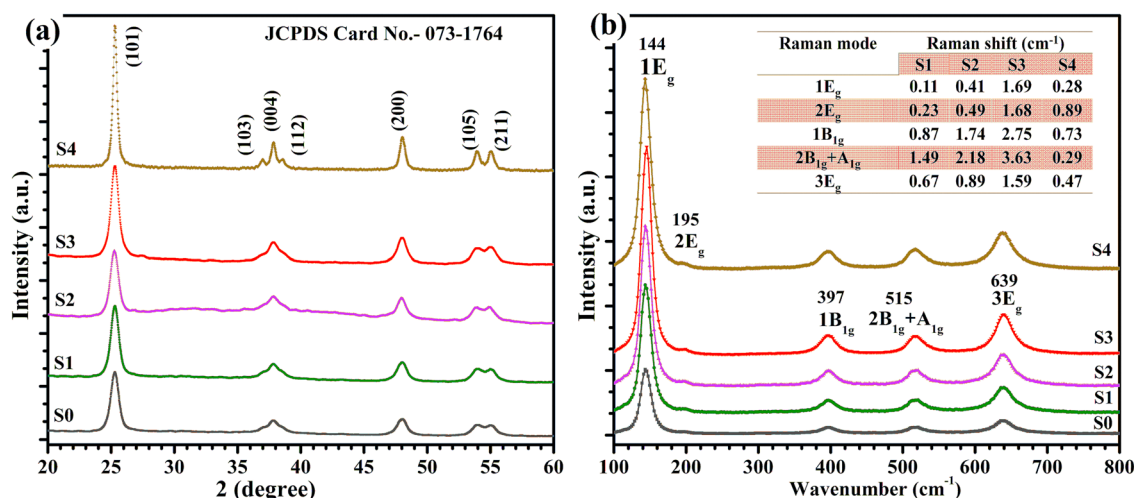 (a)
JCPDS Card No.- 073-1764
(101)
(103)
(004)
(112)
(200)
(105)
(211)
S4
S3
S2
S1
S0
Intensity (a.u.)
20 25 30 35 40 45 50 55 60
2 (degree)
(b)
144
1Eg
195
2Eg
397
1B1g
515
2B1g+A1g
639
3Eg
Raman mode Raman shift (cm-1)
S1 S2 S3 S4
1Eg 0.11 0.41 1.69 0.28
2Eg 0.23 0.49 1.68 0.89
1B1g 0.87 1.74 2.75 0.73
2B1g+A1g 1.49 2.18 3.63 0.29
3Eg 0.67 0.89 1.59 0.47
S4
S3
S2
S1
S0
Intensity (a.u.)
100 200 300 400 500 600 700 800
Wavenumber (cm-1)